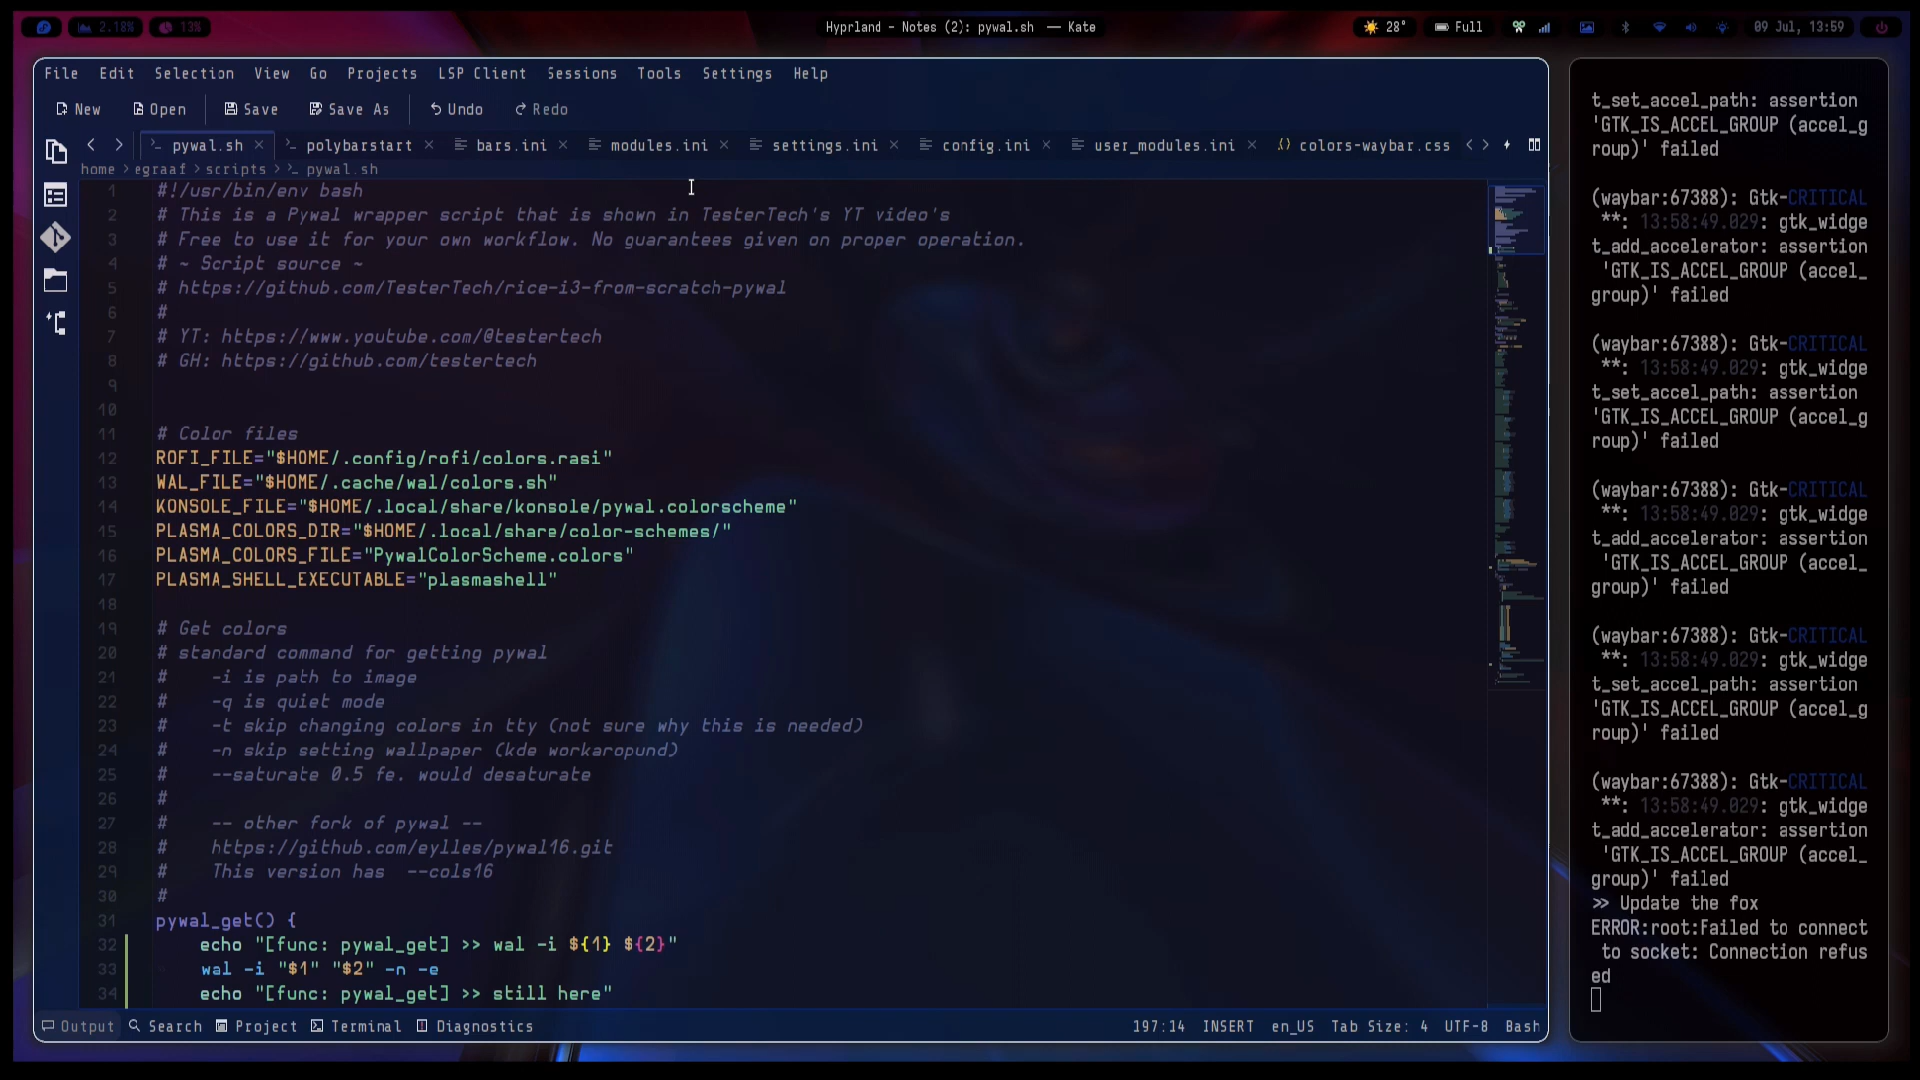 2.18%
13%
Hyprland - Notes (2): pywal.sh — Kate
28°
Full
09 Jul, 13:59
File Edit Selection View Go Projects LSP Client Sessions Tools Settings Help
New Open Save Save As Undo Redo
pywal.sh polybarstart bars.ini modules.ini settings.ini config.ini user_modules.ini colors-waybar.css
home > egraaf > scripts > pywal.sh
1 #!/usr/bin/env bash
2 # This is a Pywal wrapper script that is shown in TesterTech's YT video's
3 # Free to use it for your own workflow. No guarantees given on proper operation.
4 # ~ Script source ~
5 # https://github.com/TesterTech/rice-i3-from-scratch-pywal
6 #
7 # YT: https://www.youtube.com/@testertech
8 # GH: https://github.com/testertech
9
10
11 # Color files
12 ROFI_FILE="$HOME/.config/rofi/colors.rasi"
13 WAL_FILE="$HOME/.cache/wal/colors.sh"
14 KONSOLE_FILE="$HOME/.local/share/konsole/pywal.colorscheme"
15 PLASMA_COLORS_DIR="$HOME/.local/share/color-schemes/"
16 PLASMA_COLORS_FILE="PywalColorScheme.colors"
17 PLASMA_SHELL_EXECUTABLE="plasmashell"
18
19 # Get colors
20 # standard command for getting pywal
21 #    -i is path to image
22 #    -q is quiet mode
23 #    -t skip changing colors in tty (not sure why this is needed)
24 #    -n skip setting wallpaper (kde workaropund)
25 #    --saturate 0.5 fe. would desaturate
26 #
27 #    -- other fork of pywal --
28 #    https://github.com/eylles/pywal16.git
29 #    This version has  --cols16
30 #
31 pywal_get() {
32     echo "[func: pywal_get] >> wal -i ${1} ${2}"
33     wal -i "$1" "$2" -n -e
34     echo "[func: pywal_get] >> still here"
Output Search Project Terminal Diagnostics
197:14 INSERT en_US Tab Size: 4 UTF-8 Bash
t_set_accel_path: assertion
'GTK_IS_ACCEL_GROUP (accel_g
roup)' failed
(waybar:67388): Gtk-CRITICAL
**: 13:58:49.029: gtk_widge
t_add_accelerator: assertion
'GTK_IS_ACCEL_GROUP (accel_
group)' failed
(waybar:67388): Gtk-CRITICAL
**: 13:58:49.029: gtk_widge
t_set_accel_path: assertion
'GTK_IS_ACCEL_GROUP (accel_g
roup)' failed
(waybar:67388): Gtk-CRITICAL
**: 13:58:49.029: gtk_widge
t_add_accelerator: assertion
'GTK_IS_ACCEL_GROUP (accel_
group)' failed
(waybar:67388): Gtk-CRITICAL
**: 13:58:49.029: gtk_widge
t_set_accel_path: assertion
'GTK_IS_ACCEL_GROUP (accel_g
roup)' failed
(waybar:67388): Gtk-CRITICAL
**: 13:58:49.029: gtk_widge
t_add_accelerator: assertion
'GTK_IS_ACCEL_GROUP (accel_
group)' failed
>> Update the fox
ERROR:root:Failed to connect
to socket: Connection refus
ed